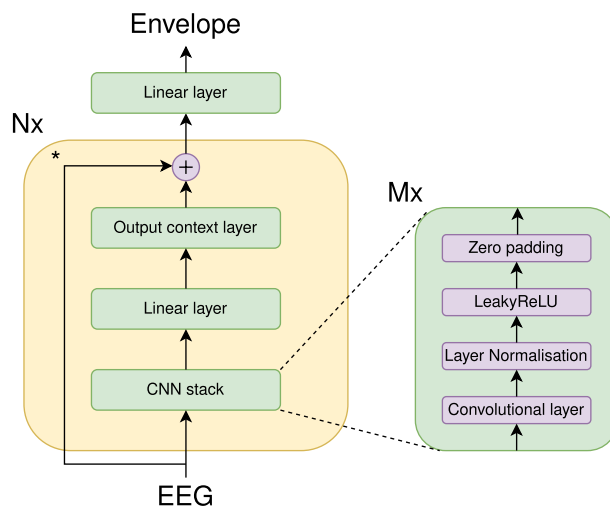 Envelope
Linear layer
Nx
*
+
Output context layer
Linear layer
CNN stack
EEG
Mx
Zero padding
LeakyReLU
Layer Normalisation
Convolutional layer